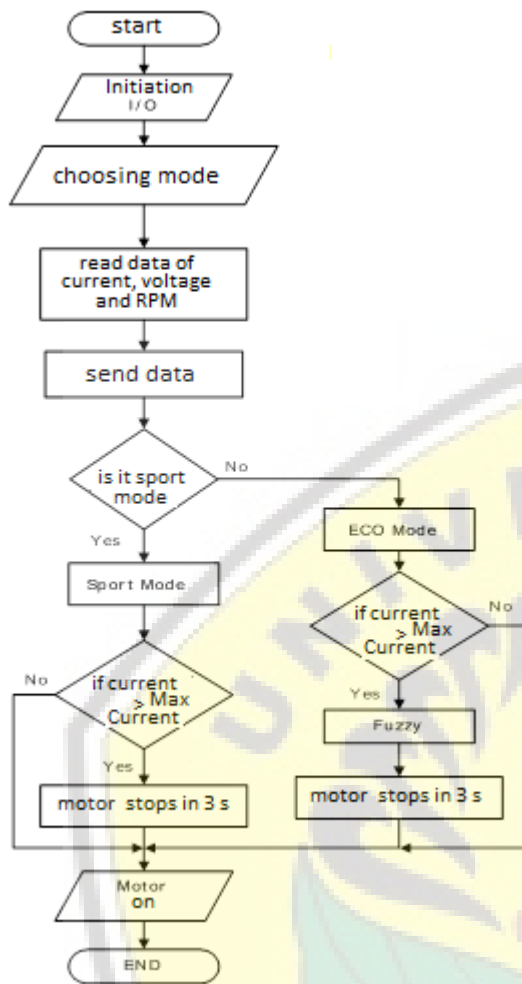 start
Initiation
I/O
choosing mode
read data of
current, voltage
and RPM
send data
is it sport
mode
No
Yes
ECO Mode
Sport Mode
if current
> Max
Current
No
Yes
Fuzzy
motor stops in 3 s
if current
> Max
Current
No
Yes
motor stops in 3 s
Motor
on
END
UNIV